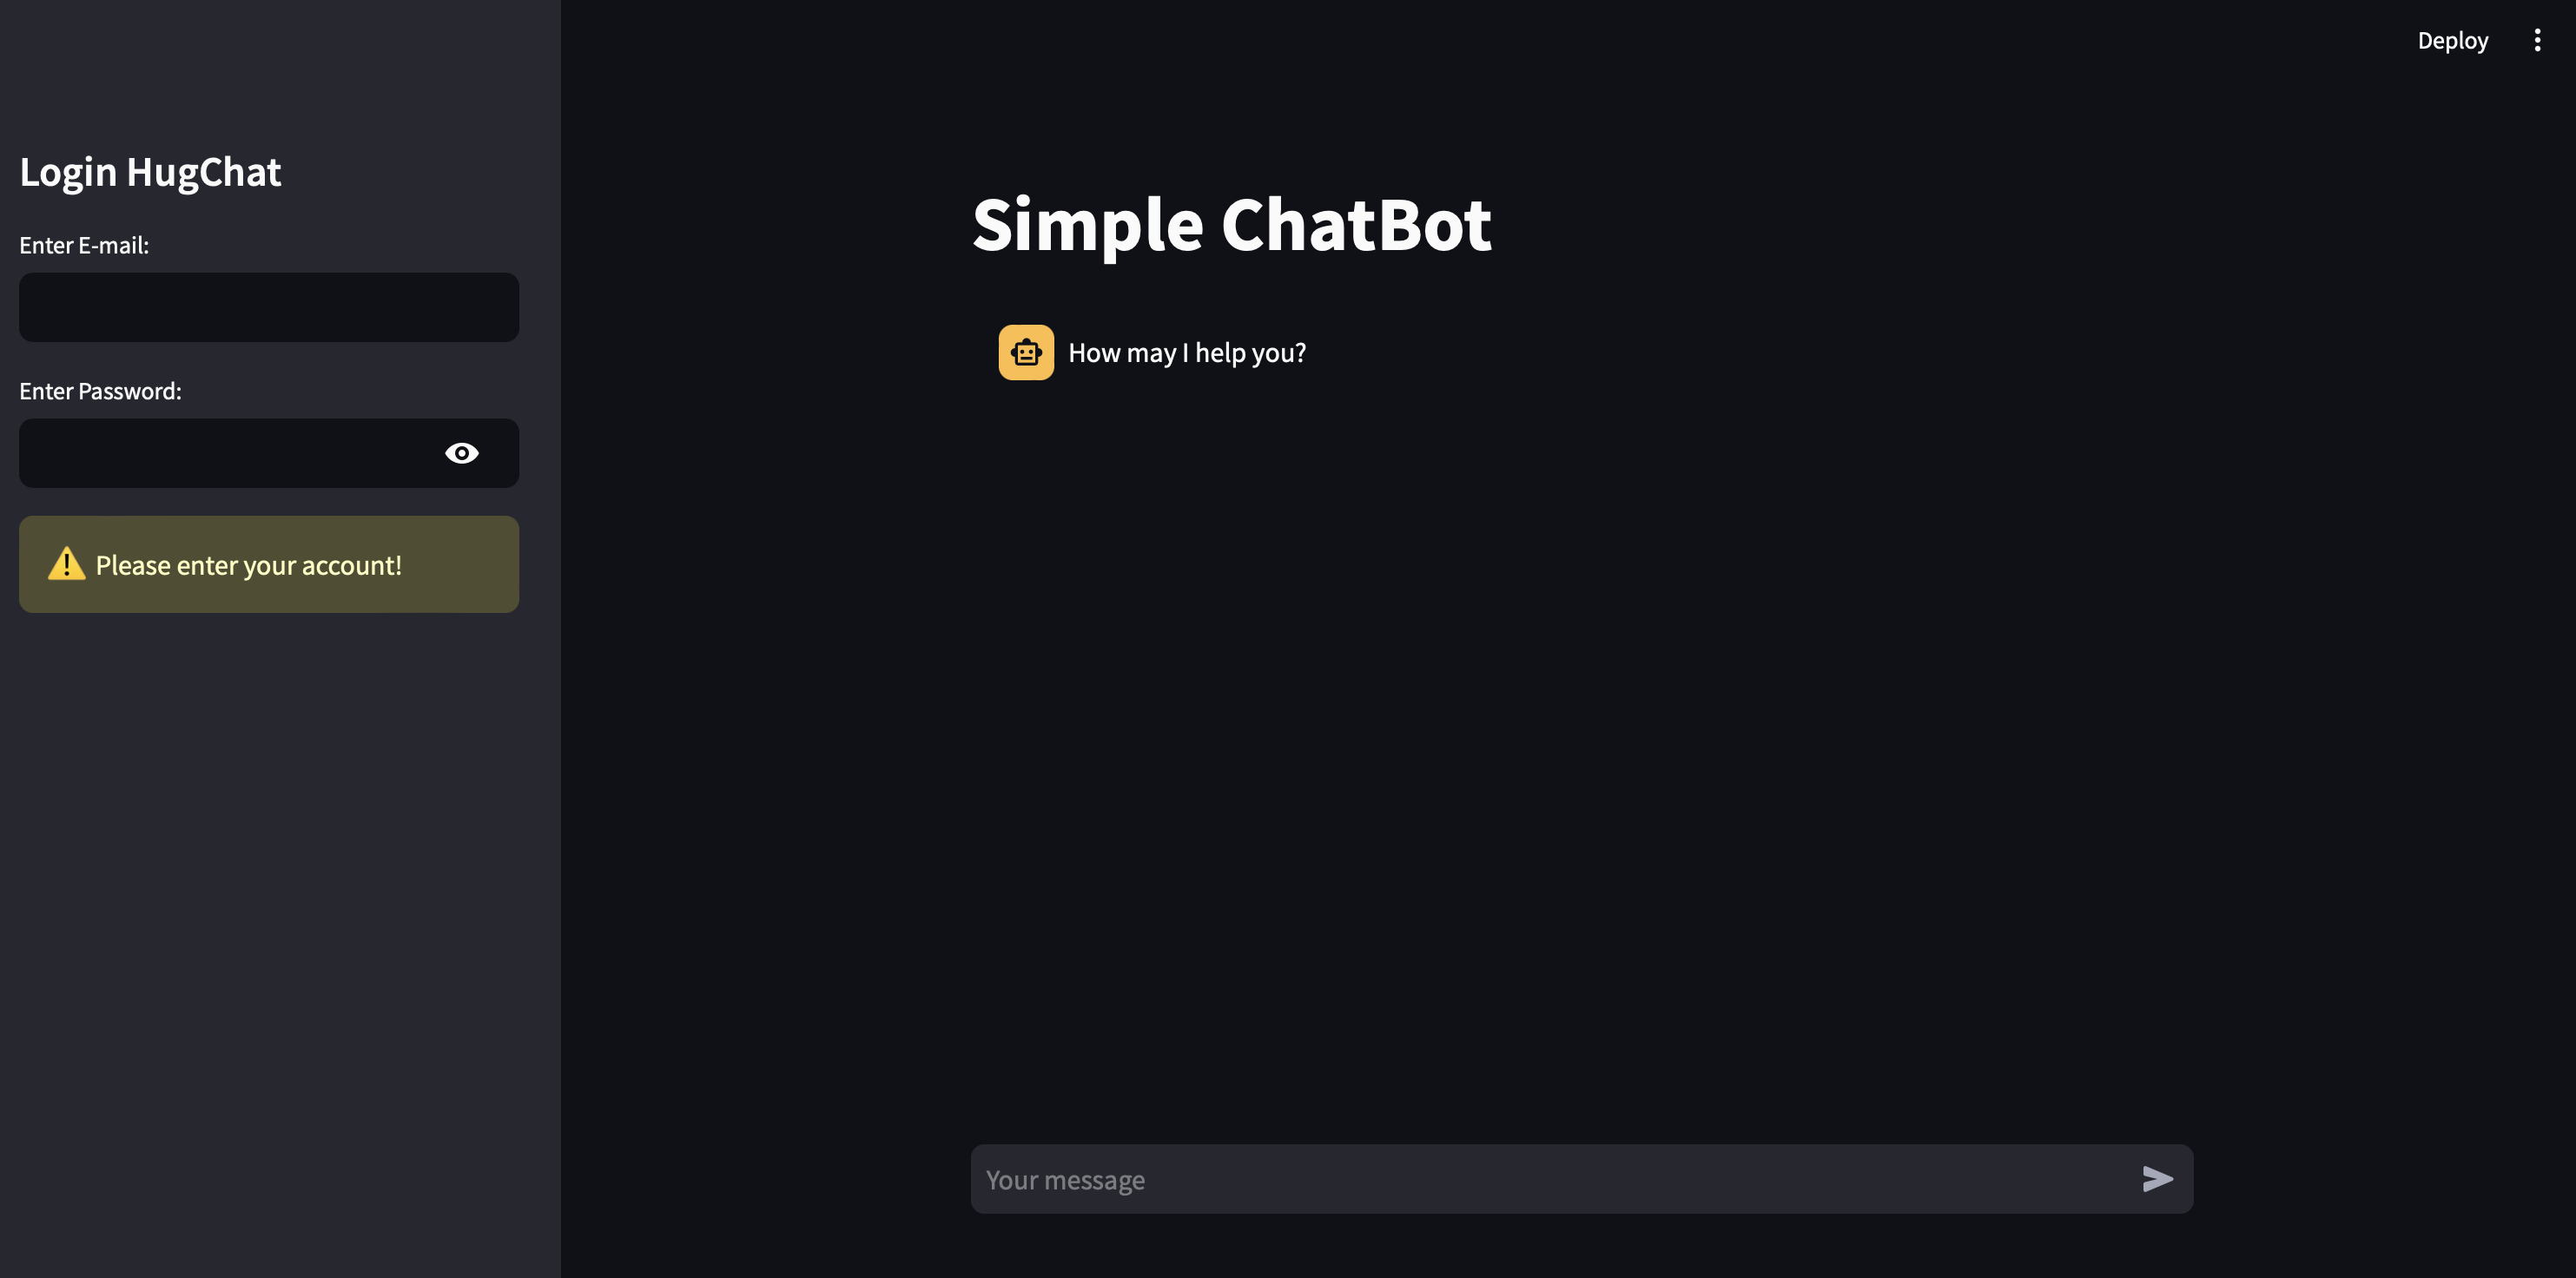 Deploy
Login HugChat
Enter E-mail:
Enter Password:
Please enter your account!
Simple ChatBot
How may I help you?
Your message